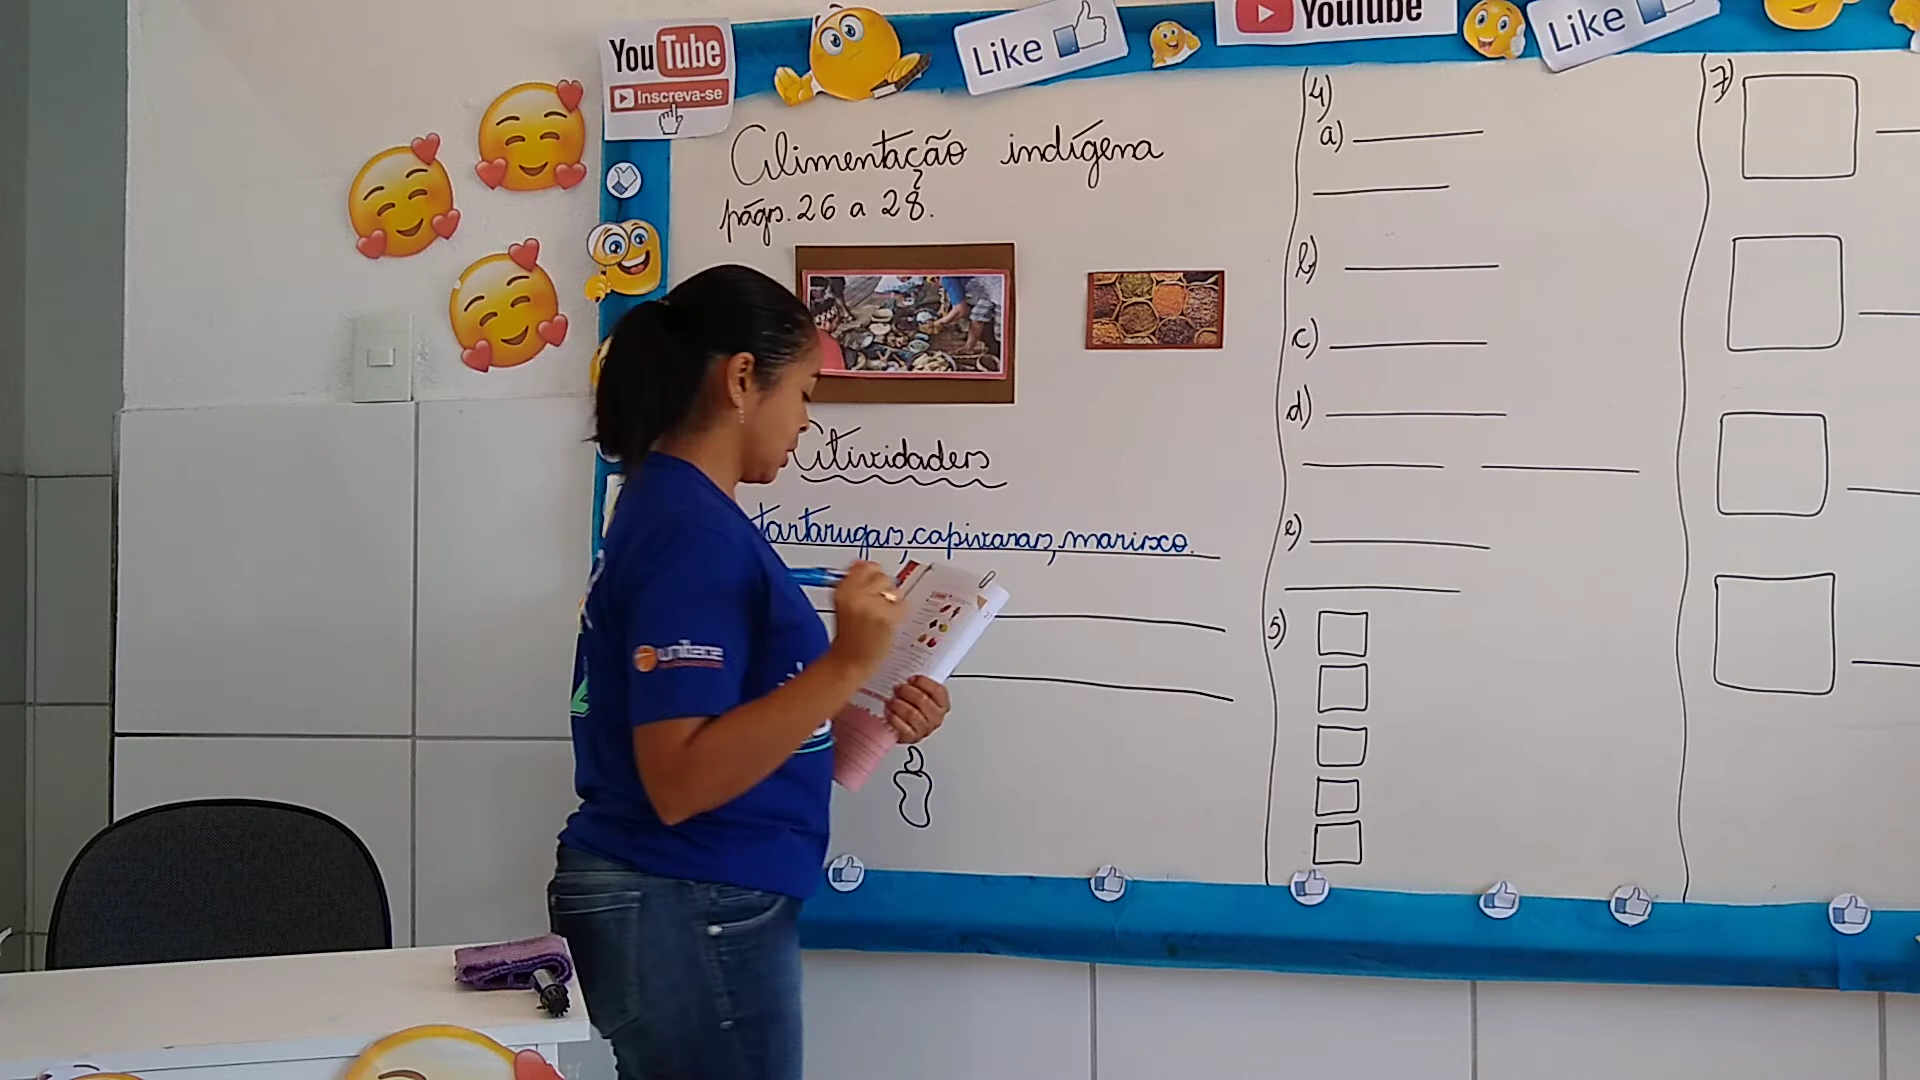 YouTube
Inscreva-se
Like
YouTube
Like
Alimentação indígena
págs. 26 a 28.
Atividades
tartarugas, capivaras, marisco.
4)
a)
b)
c)
d)
e)
5)
7)